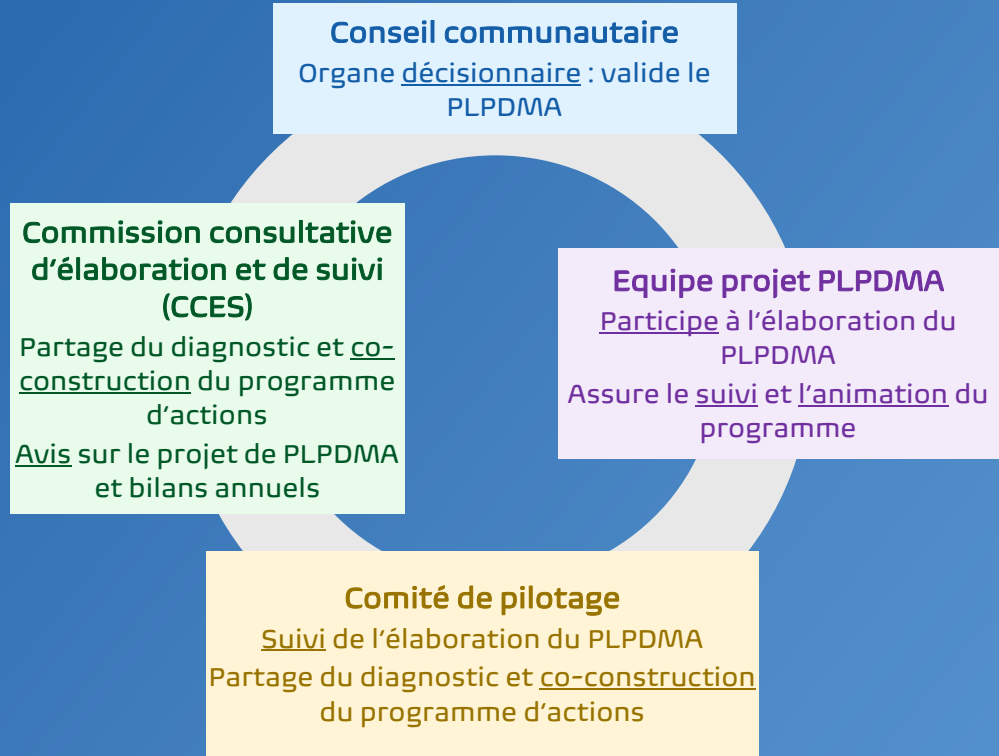 Conseil communautaire
Organe décisionnaire : valide le
PLPDMA
Commission consultative
d’élaboration et de suivi
(CCES)
Partage du diagnostic et co-
construction du programme
d’actions
Avis sur le projet de PLPDMA
et bilans annuels
Equipe projet PLPDMA
Participe à l’élaboration du
PLPDMA
Assure le suivi et l’animation du
programme
Comité de pilotage
Suivi de l’élaboration du PLPDMA
Partage du diagnostic et co-construction
du programme d’actions